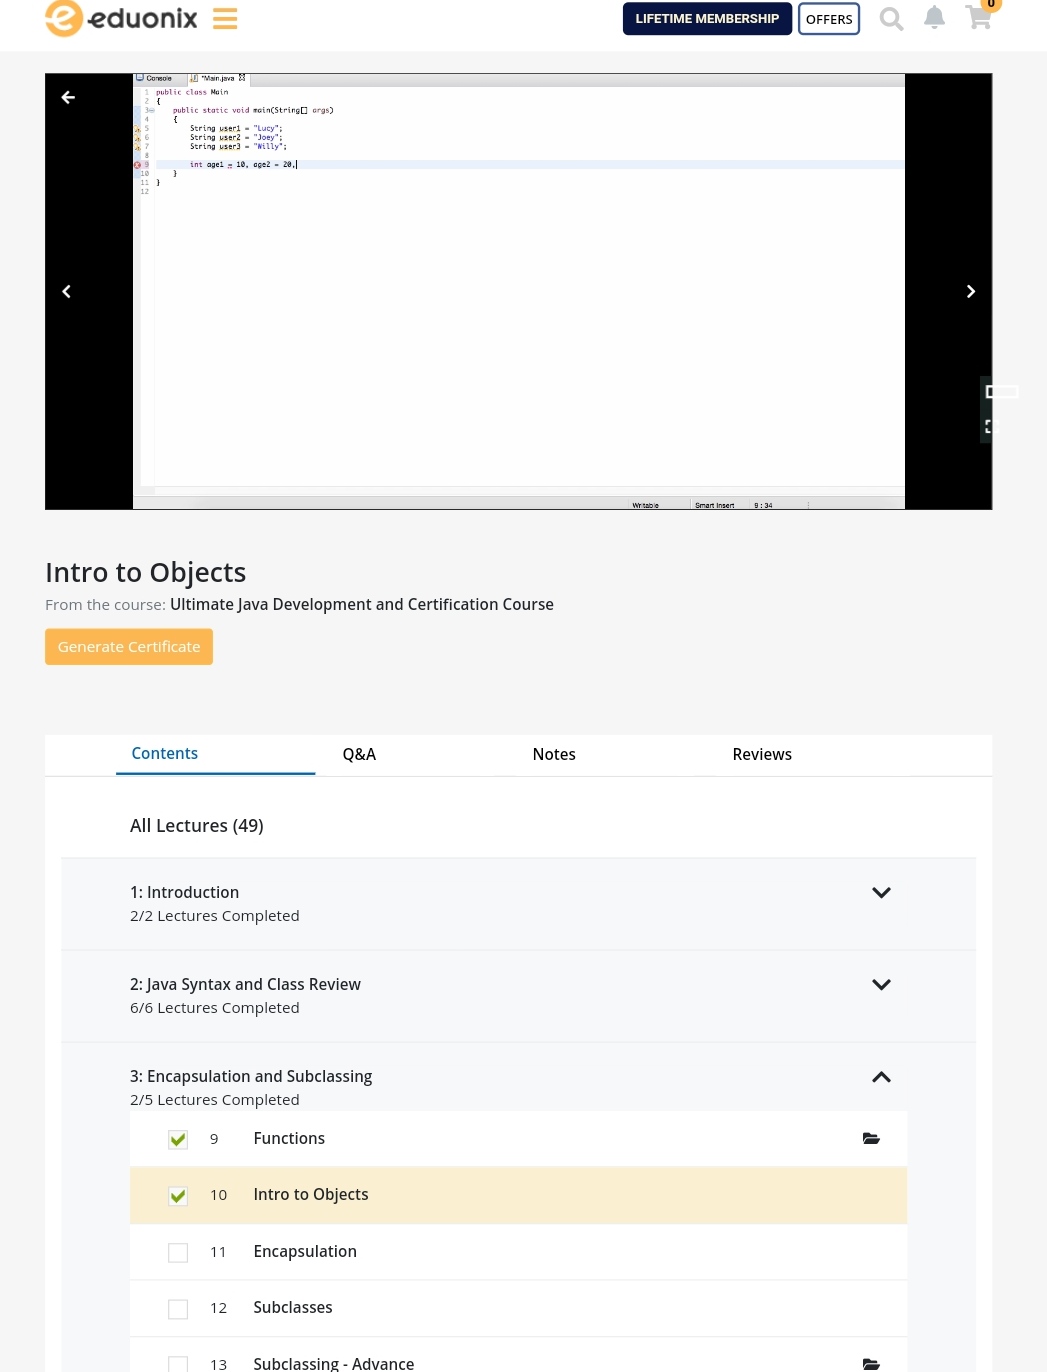 eduonix
LIFETIME MEMBERSHIP
OFFERS
0
Console
*Main.java
1 public class Main
2 {
3 public static void main(String[] args)
4 {
5 String user1 = "Lucy";
6 String user2 = "Joey";
7 String user3 = "Willy";
8
9 int age1 = 10, age2 = 20,
10 }
11 }
12
Writable
Smart Insert
9 : 34
Intro to Objects
From the course: Ultimate Java Development and Certification Course
Generate Certificate
Contents
Q&A
Notes
Reviews
All Lectures (49)
1: Introduction
2/2 Lectures Completed
2: Java Syntax and Class Review
6/6 Lectures Completed
3: Encapsulation and Subclassing
2/5 Lectures Completed
9 Functions
10 Intro to Objects
11 Encapsulation
12 Subclasses
13 Subclassing - Advance